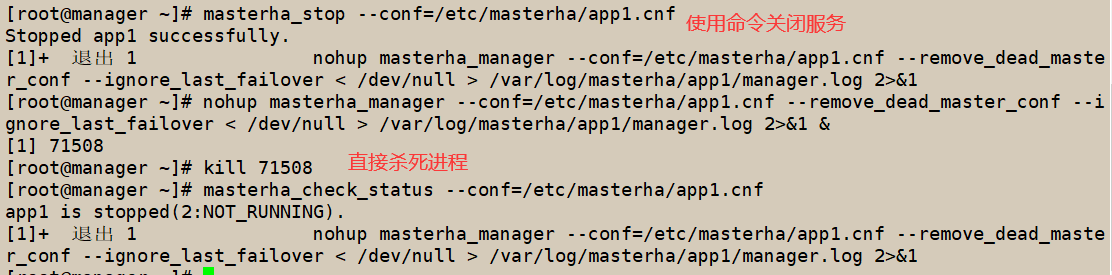 [root@manager ~]# masterha_stop --conf=/etc/masterha/app1.cnf
使用命令关闭服务
Stopped app1 successfully.
[1]+  退出 1                nohup masterha_manager --conf=/etc/masterha/app1.cnf --remove_dead_maste
r_conf --ignore_last_failover < /dev/null > /var/log/masterha/app1/manager.log 2>&1
[root@manager ~]# nohup masterha_manager --conf=/etc/masterha/app1.cnf --remove_dead_master_conf --i
gnore_last_failover < /dev/null > /var/log/masterha/app1/manager.log 2>&1 &
[1] 71508
[root@manager ~]# kill 71508
直接杀死进程
[root@manager ~]# masterha_check_status --conf=/etc/masterha/app1.cnf
app1 is stopped(2:NOT_RUNNING).
[1]+  退出 1                nohup masterha_manager --conf=/etc/masterha/app1.cnf --remove_dead_maste
r_conf --ignore_last_failover < /dev/null > /var/log/masterha/app1/manager.log 2>&1
[root@manager ~]#